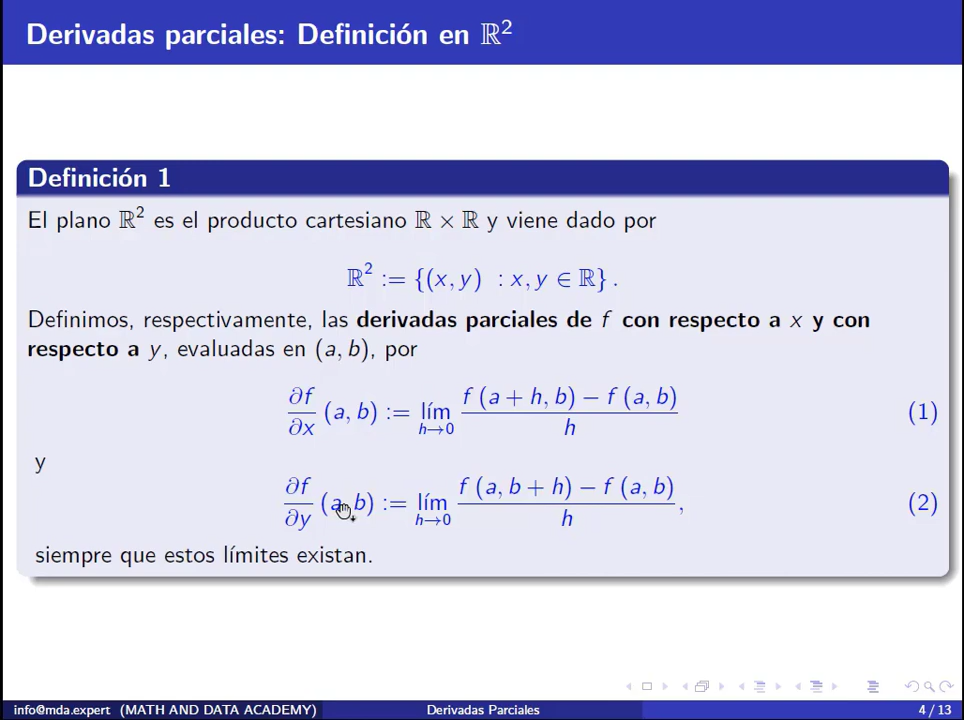 Derivadas parciales: Definición en ℝ²
Definición 1
El plano ℝ² es el producto cartesiano ℝ × ℝ y viene dado por
ℝ² := {(x, y) : x, y ∈ ℝ} .
Definimos, respectivamente, las derivadas parciales de f con respecto a x y con
respecto a y, evaluadas en (a, b), por
∂f/∂x (a, b) := lím h→0 f (a + h, b) − f (a, b) / h (1)
y
∂f/∂y (a, b) := lím h→0 f (a, b + h) − f (a, b) / h , (2)
siempre que estos límites existan.
info@mda.expert (MATH AND DATA ACADEMY) Derivadas Parciales 4 / 13